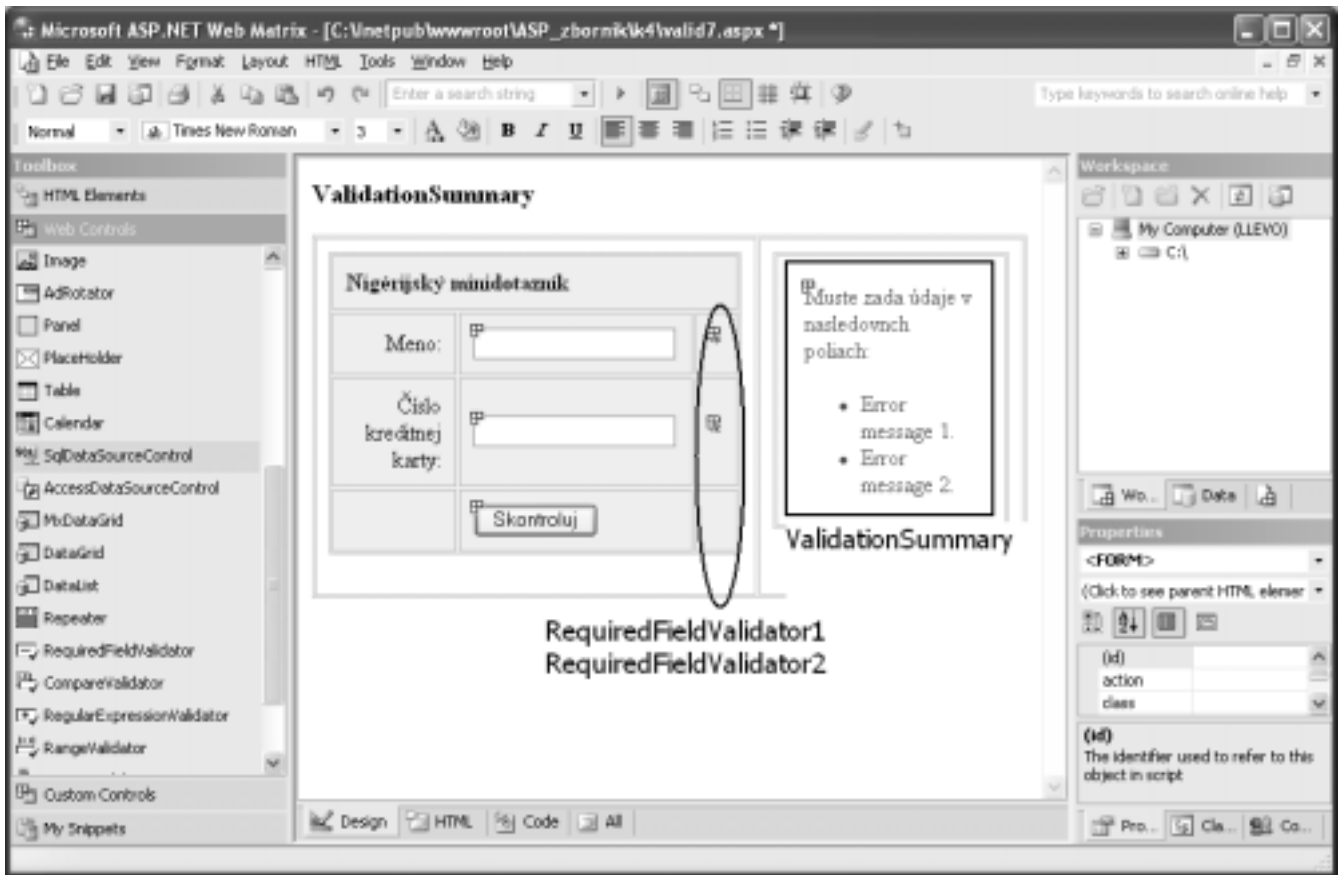 Microsoft ASP.NET Web Matrix - [C:\Inetpub\wwwroot\ASP_zbornik\k4\valid7.aspx *]
File Edit View Format Layout HTML Tools Window Help
Enter a search string
Type keywords to search online help
Normal
Times New Roman
3
B I U
Toolbox
HTML Elements
Web Controls
Image
AdRotator
Panel
PlaceHolder
Table
Calendar
SqlDataSourceControl
AccessDataSourceControl
MxDataGrid
DataGrid
DataList
Repeater
RequiredFieldValidator
CompareValidator
RegularExpressionValidator
RangeValidator
Custom Controls
My Snippets
ValidationSummary
Nigérijský minidotazník
Meno:
Číslo
kreditnej
karty:
Skontroluj
Muste zada údaje v
nasledovnch
poliach:
• Error
message 1.
• Error
message 2.
ValidationSummary
RequiredFieldValidator1
RequiredFieldValidator2
Design HTML Code All
Workspace
My Computer (LLEVO)
C:\
Wo... Data
Properties
<FORM>
(Click to see parent HTML elemer
(id)
action
class
(id)
The identifier used to refer to this
object in script
Pro... Cla... Co...